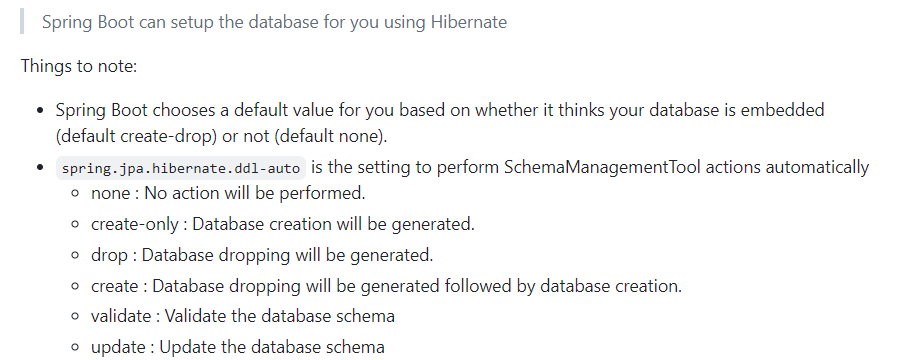 Spring Boot can setup the database for you using Hibernate
Things to note:
• Spring Boot chooses a default value for you based on whether it thinks your database is embedded
(default create-drop) or not (default none).
• spring.jpa.hibernate.ddl-auto is the setting to perform SchemaManagementTool actions automatically
◦ none : No action will be performed.
◦ create-only : Database creation will be generated.
◦ drop : Database dropping will be generated.
◦ create : Database dropping will be generated followed by database creation.
◦ validate : Validate the database schema
◦ update : Update the database schema